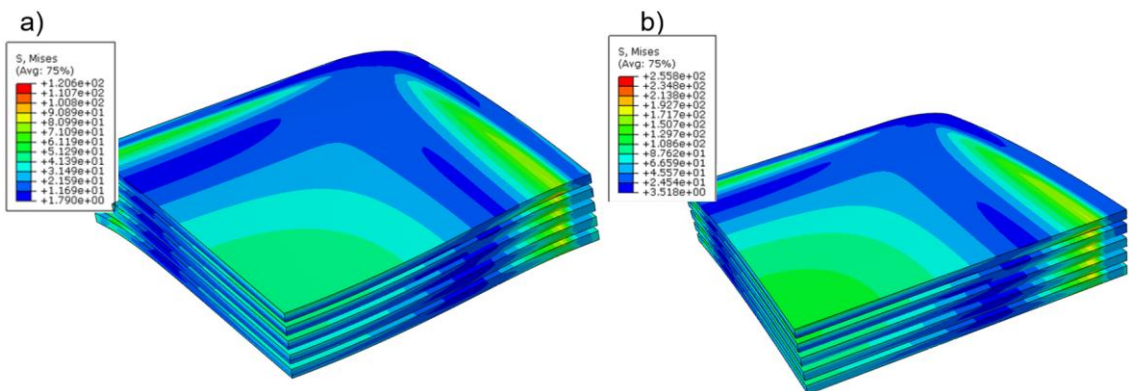 a)
S, Mises
(Avg: 75%)
+1.206e+02
+1.107e+02
+1.008e+02
+9.089e+01
+8.099e+01
+7.109e+01
+6.119e+01
+5.129e+01
+4.139e+01
+3.149e+01
+2.159e+01
+1.169e+01
+1.790e+00
b)
S, Mises
(Avg: 75%)
+2.558e+02
+2.348e+02
+2.138e+02
+1.927e+02
+1.717e+02
+1.507e+02
+1.297e+02
+1.086e+02
+8.762e+01
+6.659e+01
+4.557e+01
+2.454e+01
+3.518e+00